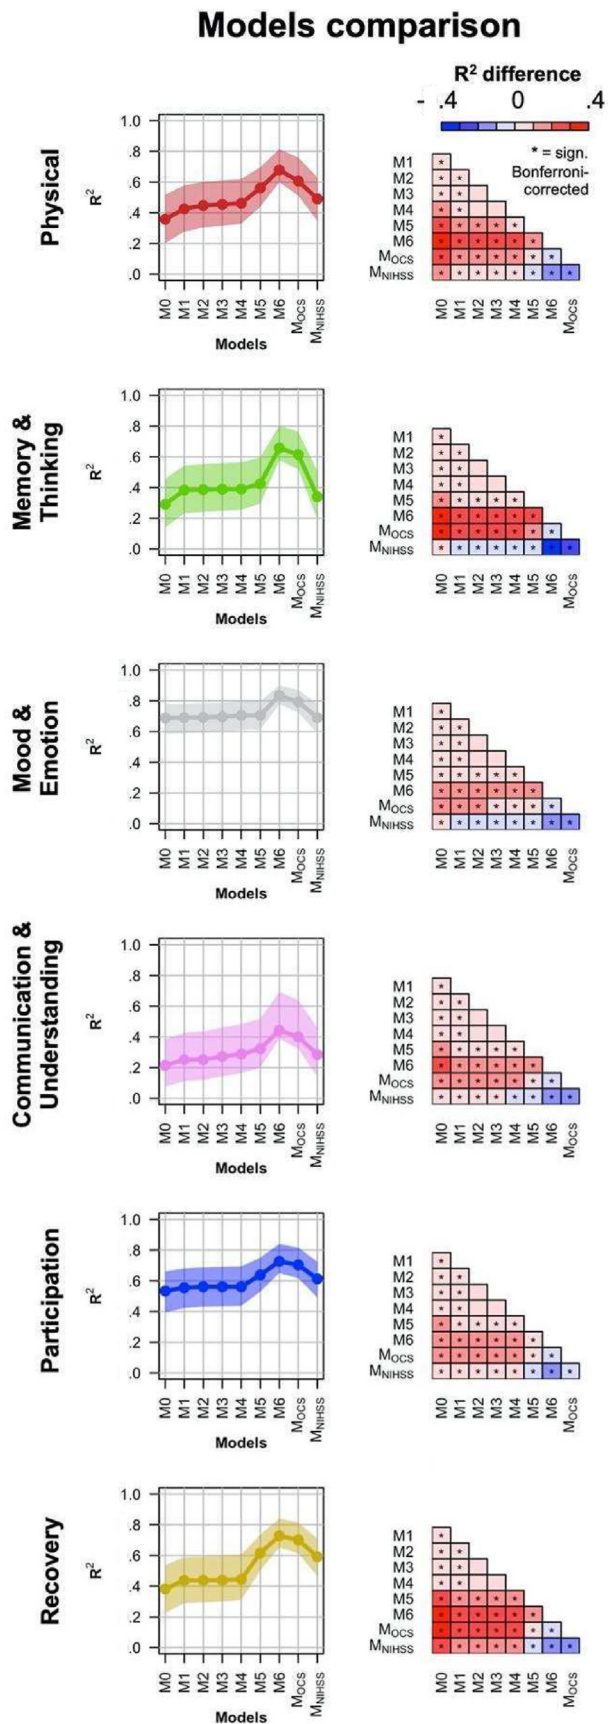 Models comparison
R² difference
- .4 0 .4
* = sign.
Bonferroni-
corrected
Physical
R²
1.0
.8
.6
.4
.2
.0
M0 M1 M2 M3 M4 M5 M6 MOCS MNIHSS
Models
M1
M2
M3
M4
M5
M6
MOCS
MNIHSS
M0 M1 M2 M3 M4 M5 M6 MOCS
Memory &
Thinking
R²
1.0
.8
.6
.4
.2
.0
M0 M1 M2 M3 M4 M5 M6 MOCS MNIHSS
Models
M1
M2
M3
M4
M5
M6
MOCS
MNIHSS
M0 M1 M2 M3 M4 M5 M6 MOCS
Mood &
Emotion
R²
1.0
.8
.6
.4
.2
.0
M0 M1 M2 M3 M4 M5 M6 MOCS MNIHSS
Models
M1
M2
M3
M4
M5
M6
MOCS
MNIHSS
M0 M1 M2 M3 M4 M5 M6 MOCS
Communication &
Understanding
R²
1.0
.8
.6
.4
.2
.0
M0 M1 M2 M3 M4 M5 M6 MOCS MNIHSS
Models
M1
M2
M3
M4
M5
M6
MOCS
MNIHSS
M0 M1 M2 M3 M4 M5 M6 MOCS
Participation
R²
1.0
.8
.6
.4
.2
.0
M0 M1 M2 M3 M4 M5 M6 MOCS MNIHSS
Models
M1
M2
M3
M4
M5
M6
MOCS
MNIHSS
M0 M1 M2 M3 M4 M5 M6 MOCS
Recovery
R²
1.0
.8
.6
.4
.2
.0
M0 M1 M2 M3 M4 M5 M6 MOCS MNIHSS
Models
M1
M2
M3
M4
M5
M6
MOCS
MNIHSS
M0 M1 M2 M3 M4 M5 M6 MOCS